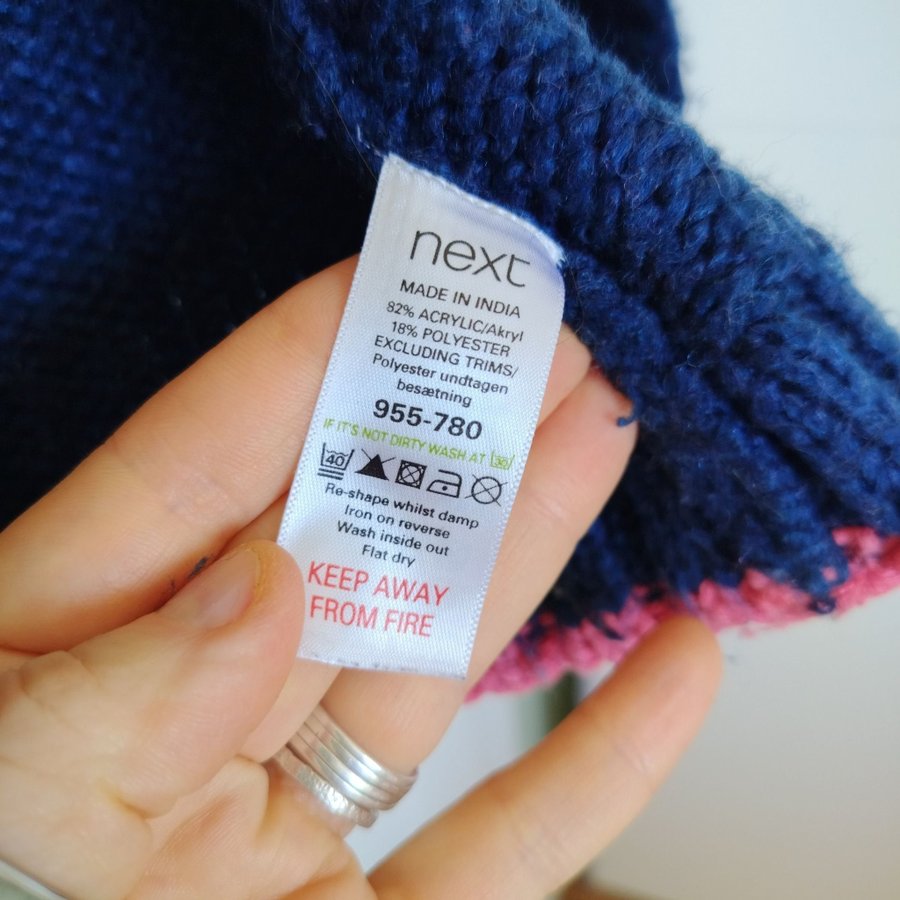 next
MADE IN INDIA
82% ACRYLIC/Akryl
18% POLYESTER
EXCLUDING TRIMS/
Polyester undtagen
besætning
955-780
IF IT'S NOT DIRTY WASH AT 30
40
Re-shape whilst damp
Iron on reverse
Wash inside out
Flat dry
KEEP AWAY
FROM FIRE